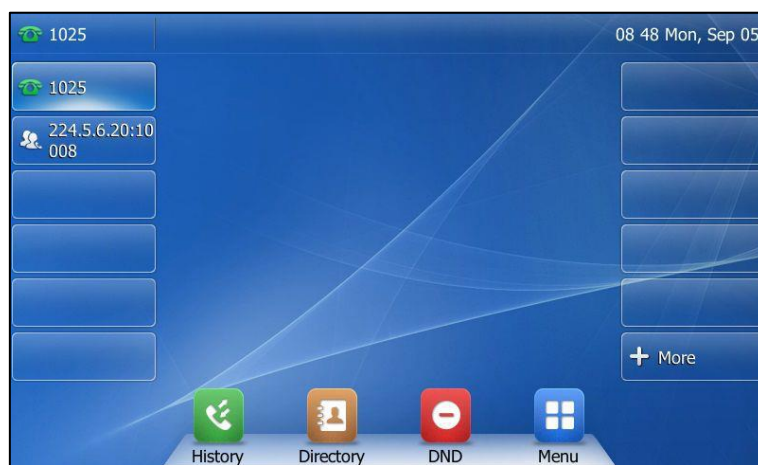 1025
08 48 Mon, Sep 05
1025
224.5.6.20:10
008
More
History
Directory
DND
Menu